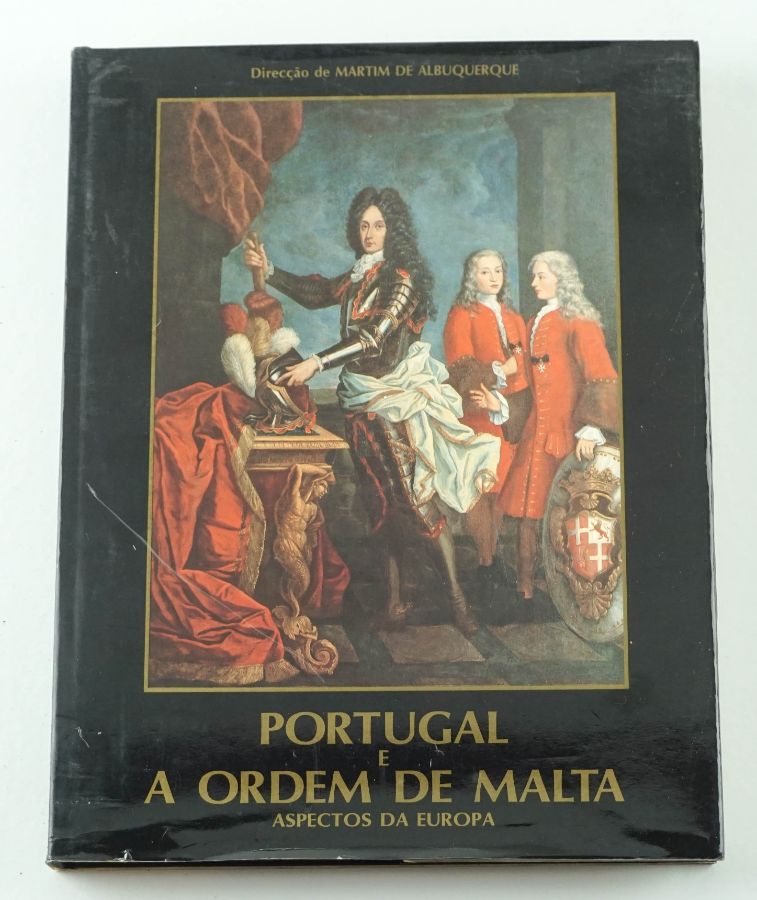 Direcção de MARTIM DE ALBUQUERQUE
PORTUGAL
E
A ORDEM DE MALTA
ASPECTOS DA EUROPA